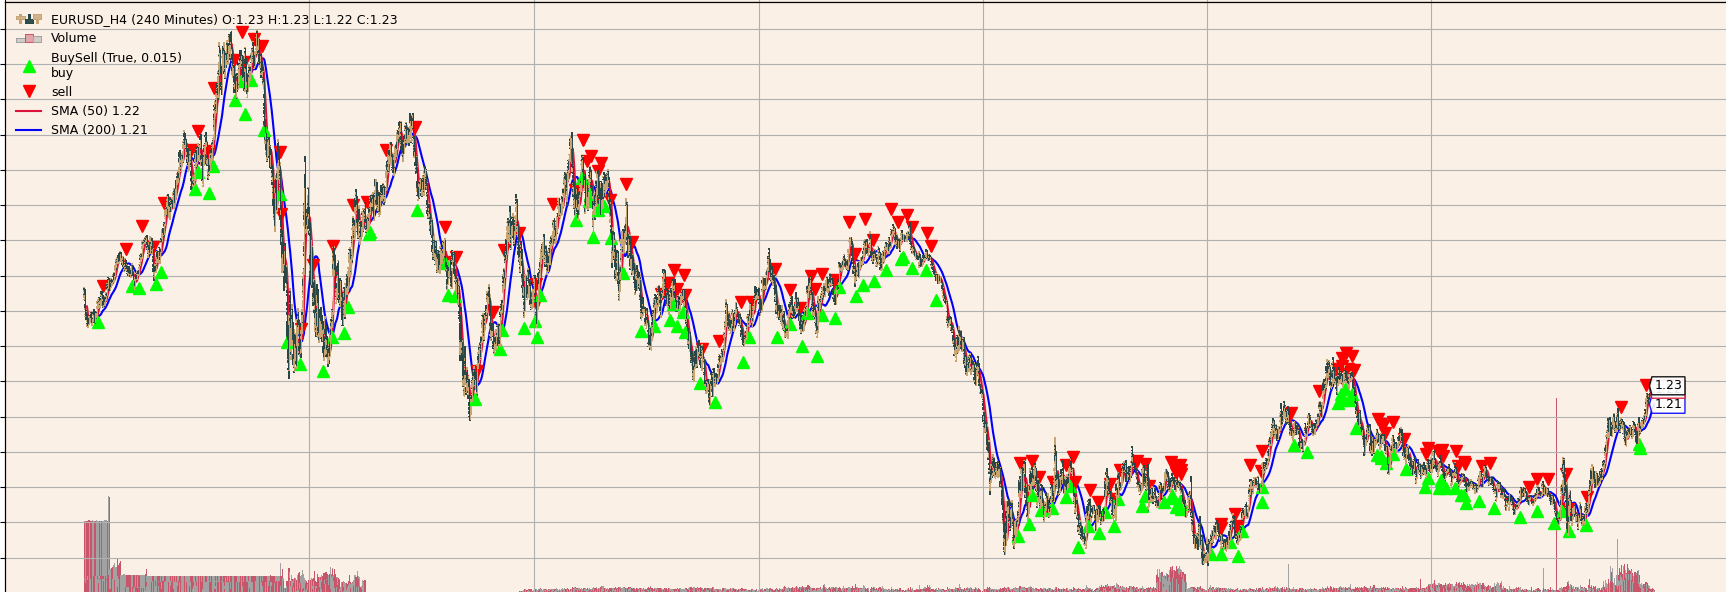 EURUSD_H4 (240 Minutes) O:1.23 H:1.23 L:1.22 C:1.23
Volume
BuySell (True, 0.015)
buy
sell
SMA (50) 1.22
SMA (200) 1.21
1.23
1.21